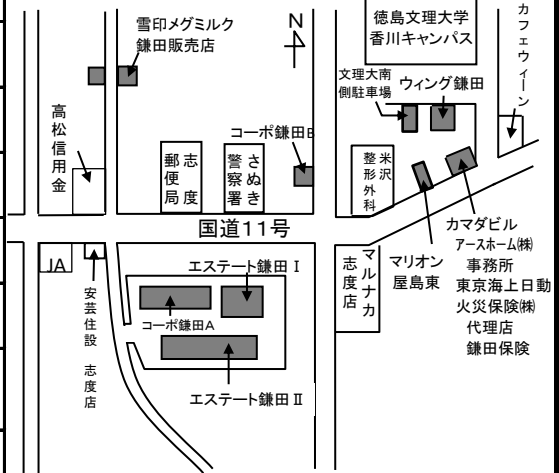 雪印メグミルク
鎌田販売店
N
徳島文理大学
香川キャンパス
カフェウィーン
文理大南
側駐車場
ウィング鎌田
高松信用金
コーポ鎌田B
志度
郵便局
さぬき
警察署
米沢
整形外科
国道11号
カマダビル
アースホーム㈱
事務所
東京海上日動
火災保険㈱
代理店
鎌田保険
マリオン
屋島東
マルナカ
志度店
JA
安芸住設 志度店
エステート鎌田Ⅰ
コーポ鎌田A
エステート鎌田Ⅱ